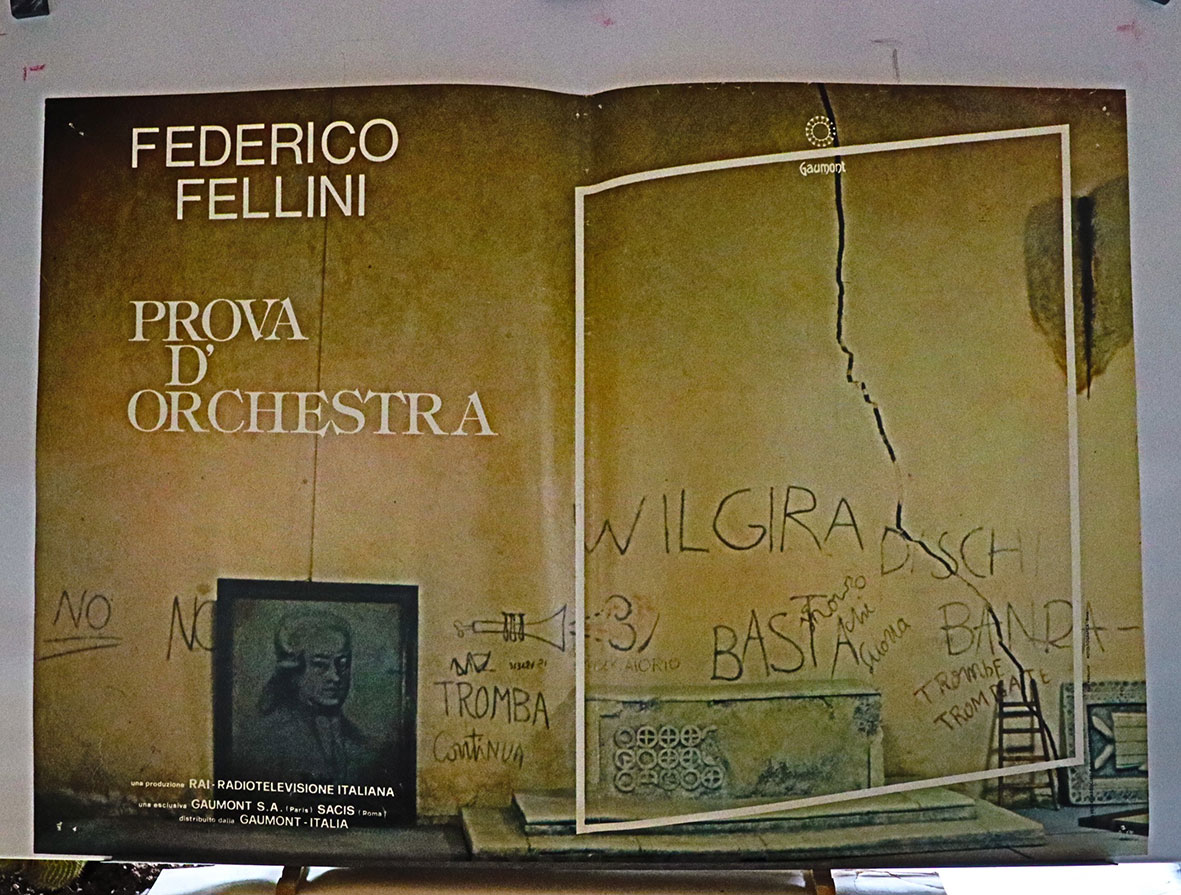 FEDERICO
FELLINI
Gaumont
PROVA
D'
ORCHESTRA
WILGIRA
DISCHI
NO
NO
BASTA
BANDA-
TROMBE
TROMBATE
TROMBA
Continua
una produzione RAI-RADIOTELEVISIONE ITALIANA
una esclusiva GAUMONT S.A. (Paris) SACIS (Roma)
distribuito dalla GAUMONT-ITALIA